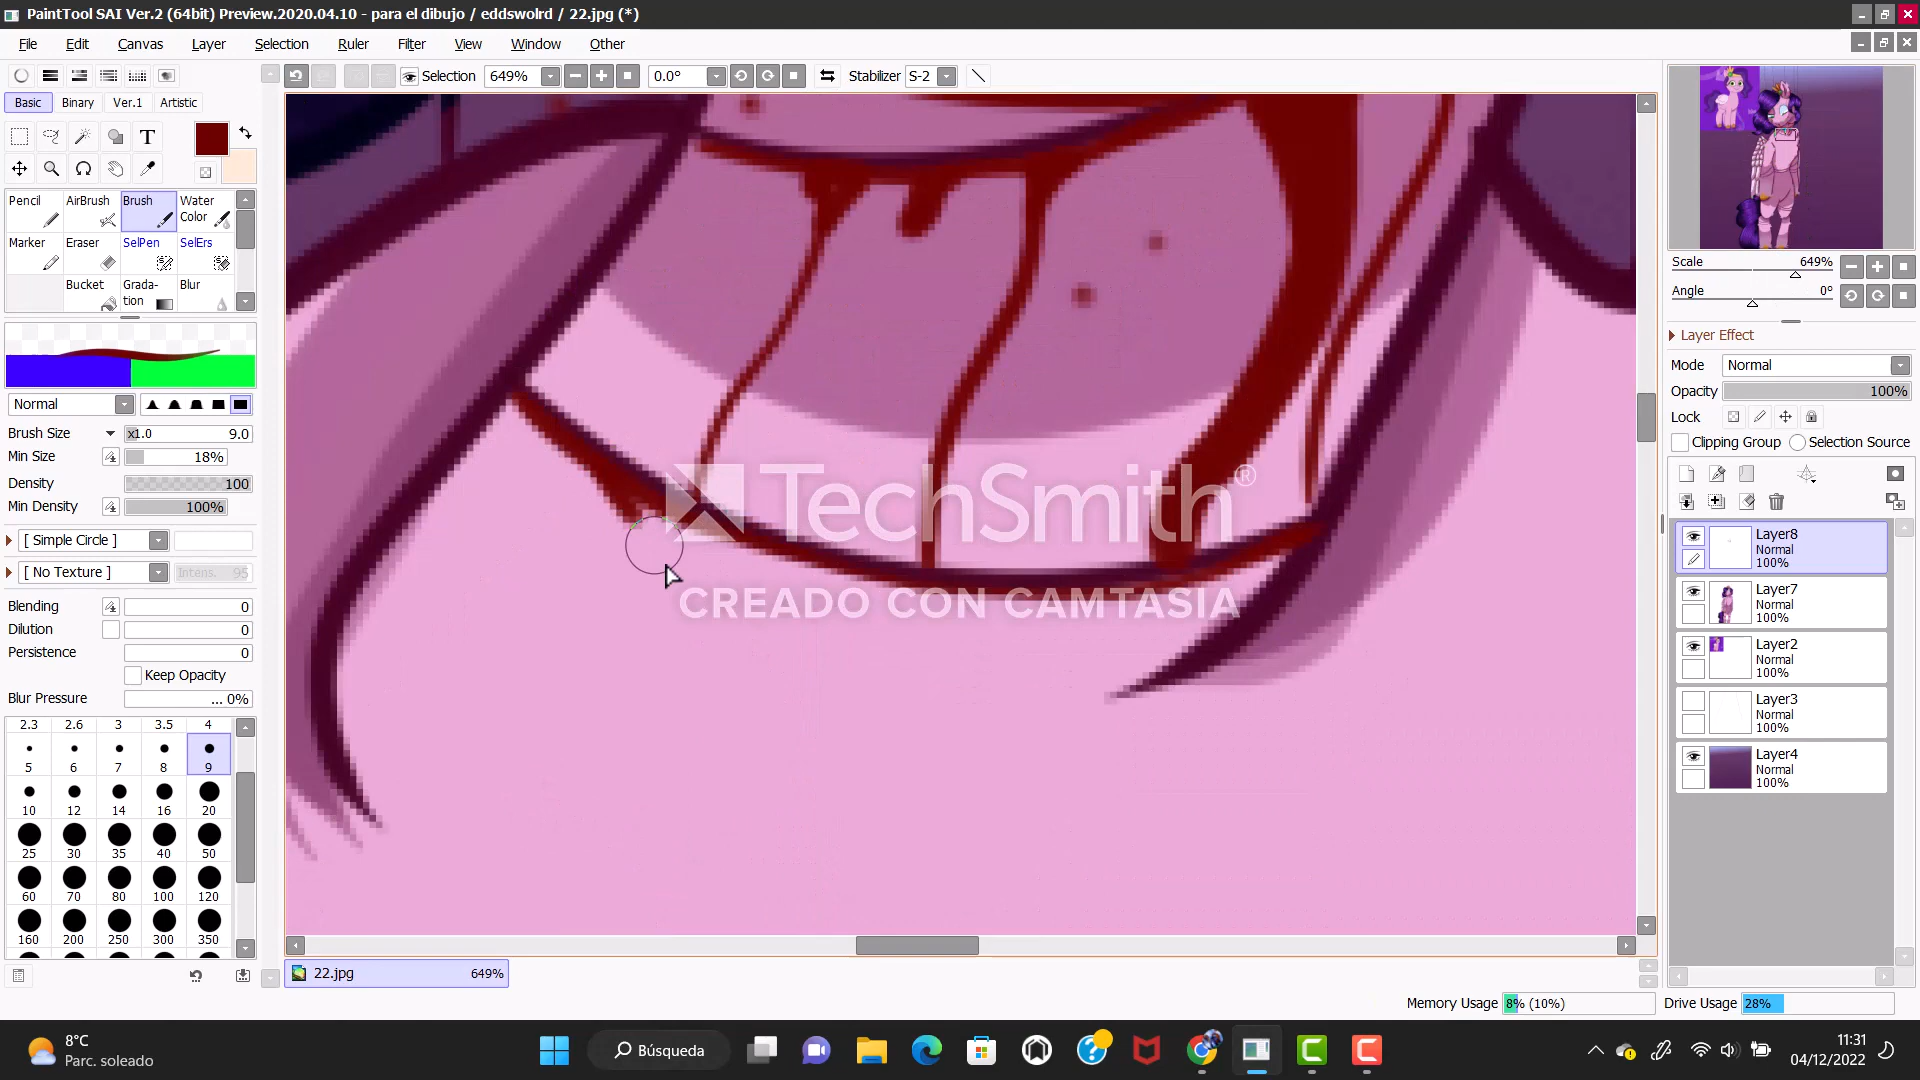 PaintTool SAI Ver.2 (64bit) Preview.2020.04.10 - para el dibujo / eddswolrd / 22.jpg (*)
File Edit Canvas Layer Selection Ruler Filter View Window Other
Selection 649% 0.0° Stabilizer S-2
Basic Binary Ver.1 Artistic
T
Pencil AirBrush Brush Water Color
Marker Eraser SelPen SelErs
Bucket Grada-tion Blur
Normal
Brush Size x1.0 9.0
Min Size 18%
Density 100
Min Density 100%
[ Simple Circle ]
[ No Texture ] Intens. 95
Blending 0
Dilution 0
Persistence 0
Keep Opacity
Blur Pressure ... 0%
2.3 2.6 3 3.5 4
5 6 7 8 9
10 12 14 16 20
25 30 35 40 50
60 70 80 100 120
160 200 250 300 350
TechSmith®
CREADO CON CAMTASIA
22.jpg 649%
Scale 649%
Angle 0°
Layer Effect
Mode Normal
Opacity 100%
Lock
Clipping Group Selection Source
Layer8
Normal
100%
Layer7
Normal
100%
Layer2
Normal
100%
Layer3
Normal
100%
Layer4
Normal
100%
Memory Usage 8% (10%) Drive Usage 28%
8°C
Parc. soleado
Búsqueda
11:31
04/12/2022